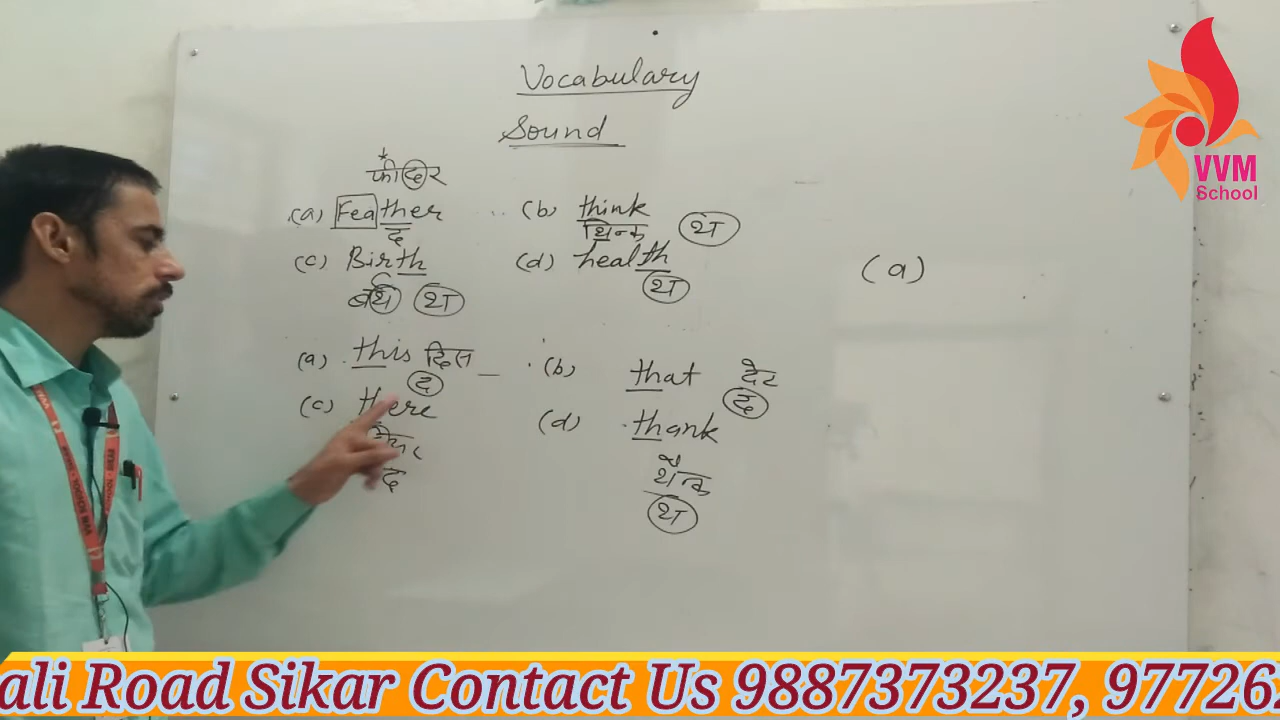 Vocabulary
Sound
फीदर
(a) Feather (b) think
द थिन्क थ
(c) Birth (d) health
बर्थ थ थ
(a) this दिस (b) that देट
द द
(c) there (d) thank
द थैन्क
थ
(a)
VVM
School
ali Road Sikar Contact Us 9887373237, 97726